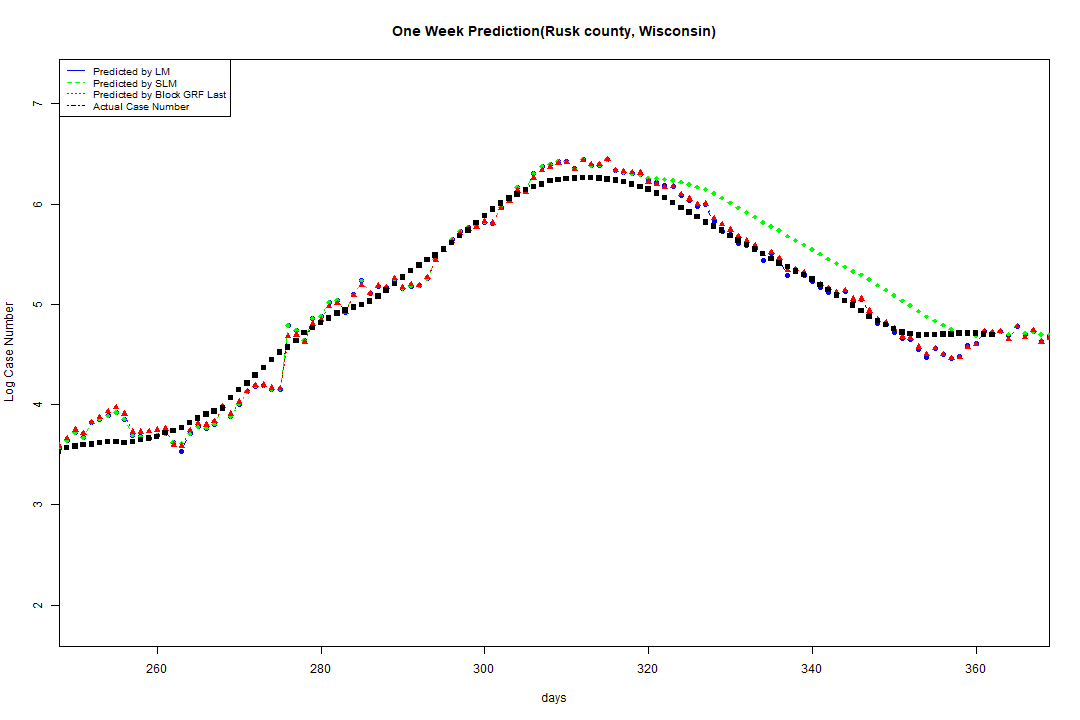 One Week Prediction(Rusk county, Wisconsin)
Predicted by LM
Predicted by SLM
Predicted by Block GRF Last
Actual Case Number
7
6
5
4
3
2
Log Case Number
260 280 300 320 340 360
days